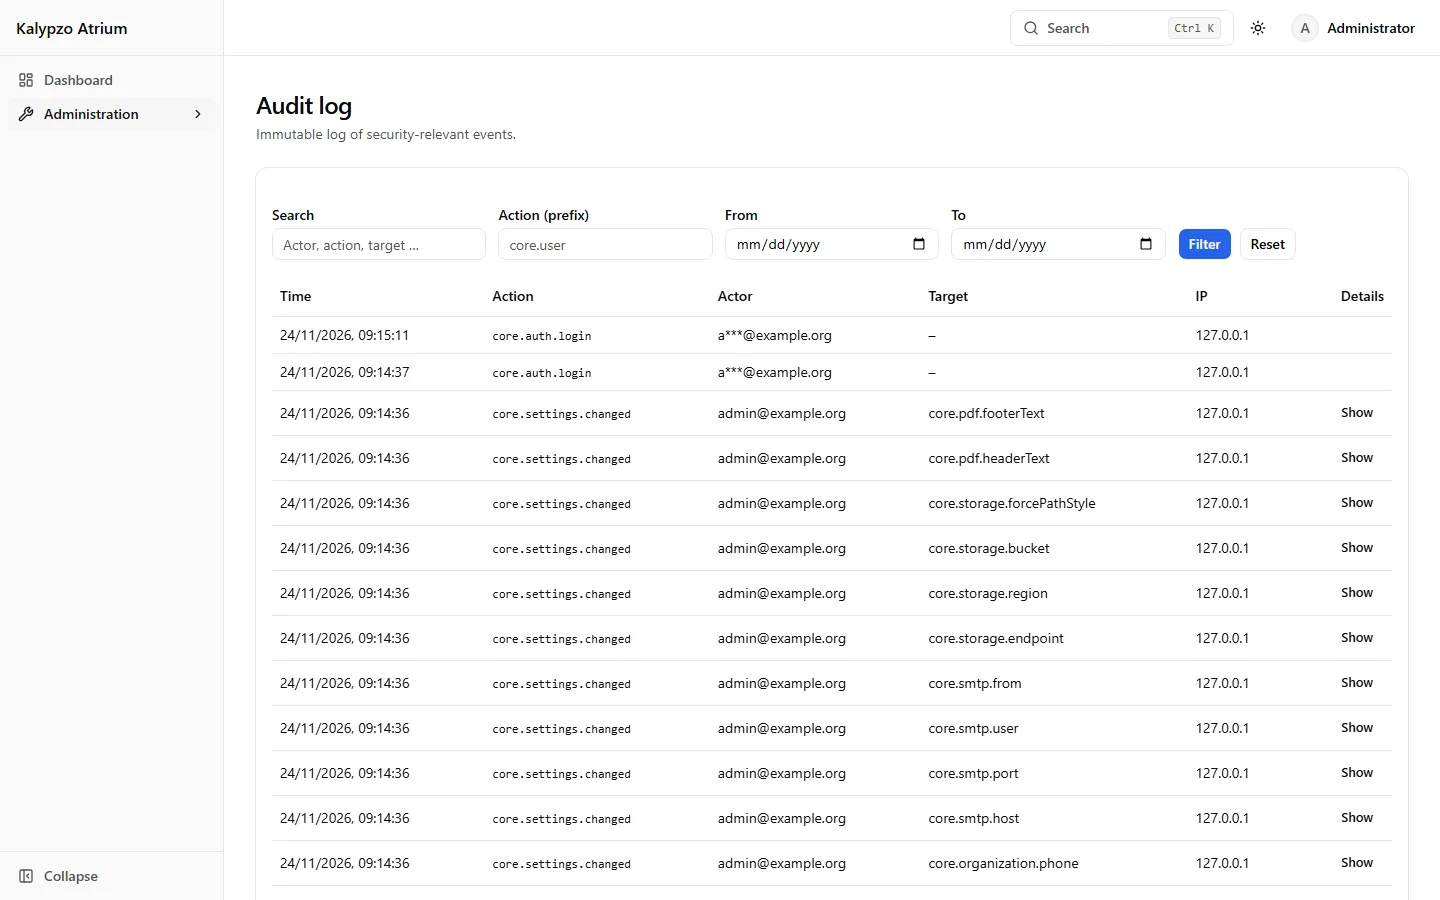 Kalypzo Atrium
Search Ctrl K
A Administrator
Dashboard
Administration
Collapse
Audit log
Immutable log of security-relevant events.
Search Action (prefix) From To
Actor, action, target ... core.user mm/dd/yyyy mm/dd/yyyy Filter Reset
Time Action Actor Target IP Details
24/11/2026, 09:15:11 core.auth.login a***@example.org – 127.0.0.1
24/11/2026, 09:14:37 core.auth.login a***@example.org – 127.0.0.1
24/11/2026, 09:14:36 core.settings.changed admin@example.org core.pdf.footerText 127.0.0.1 Show
24/11/2026, 09:14:36 core.settings.changed admin@example.org core.pdf.headerText 127.0.0.1 Show
24/11/2026, 09:14:36 core.settings.changed admin@example.org core.storage.forcePathStyle 127.0.0.1 Show
24/11/2026, 09:14:36 core.settings.changed admin@example.org core.storage.bucket 127.0.0.1 Show
24/11/2026, 09:14:36 core.settings.changed admin@example.org core.storage.region 127.0.0.1 Show
24/11/2026, 09:14:36 core.settings.changed admin@example.org core.storage.endpoint 127.0.0.1 Show
24/11/2026, 09:14:36 core.settings.changed admin@example.org core.smtp.from 127.0.0.1 Show
24/11/2026, 09:14:36 core.settings.changed admin@example.org core.smtp.user 127.0.0.1 Show
24/11/2026, 09:14:36 core.settings.changed admin@example.org core.smtp.port 127.0.0.1 Show
24/11/2026, 09:14:36 core.settings.changed admin@example.org core.smtp.host 127.0.0.1 Show
24/11/2026, 09:14:36 core.settings.changed admin@example.org core.organization.phone 127.0.0.1 Show